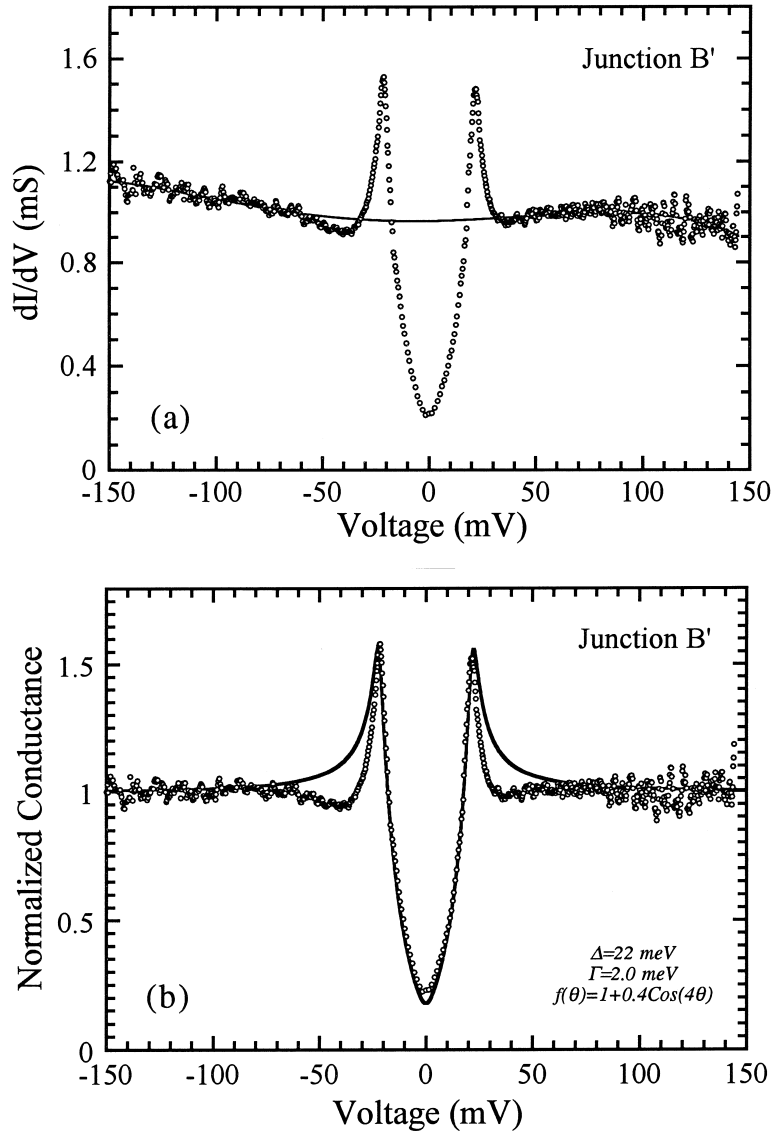 1.6
Junction B'
1.2
0.8
dI/dV (mS)
0.4
(a)
0
-150 -100 -50 0 50 100 150
Voltage (mV)
Junction B'
1.5
1
Normalized Conductance
0.5
Δ=22 meV
Γ=2.0 meV
f(θ)=1+0.4Cos(4θ)
(b)
0
-150 -100 -50 0 50 100 150
Voltage (mV)